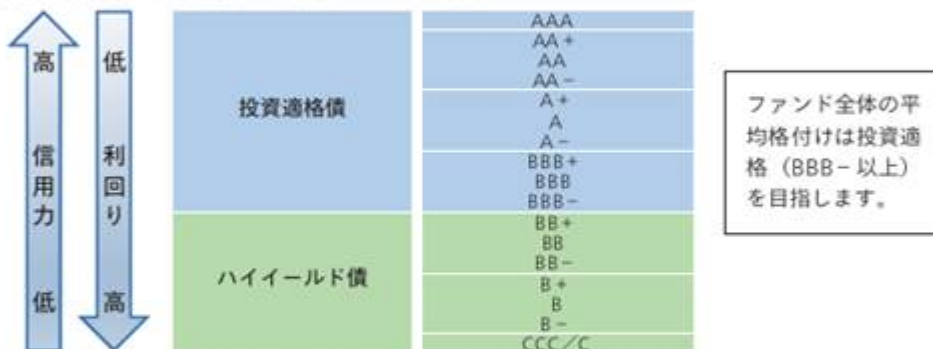 高
信用力
低
低
利回り
高
投資適格債
ハイイールド債
AAA
AA+
AA
AA−
A+
A
A−
BBB+
BBB
BBB−
BB+
BB
BB−
B+
B
B−
CCC/C
ファンド全体の平
均格付けは投資適
格（BBB−以上）
を目指します。